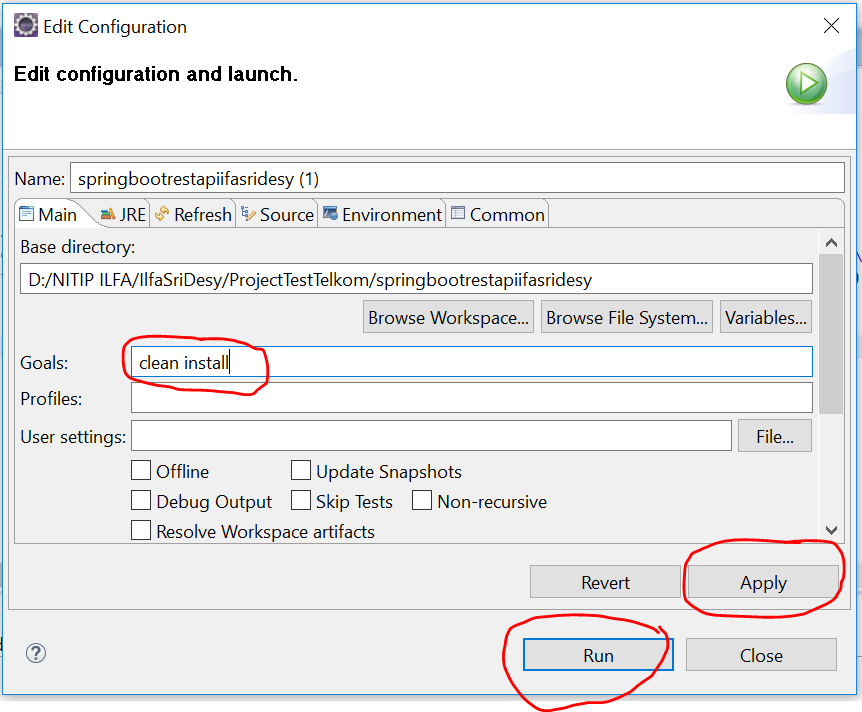 Edit Configuration
Edit configuration and launch.
Name: springbootrestapiifasridesy (1)
Main JRE Refresh Source Environment Common
Base directory:
D:/NITIP ILFA/IlfaSriDesy/ProjectTestTelkom/springbootrestapiifasridesy
Browse Workspace... Browse File System... Variables...
Goals: clean install
Profiles:
User settings: File...
Offline Update Snapshots
Debug Output Skip Tests Non-recursive
Resolve Workspace artifacts
Revert Apply
? Run Close